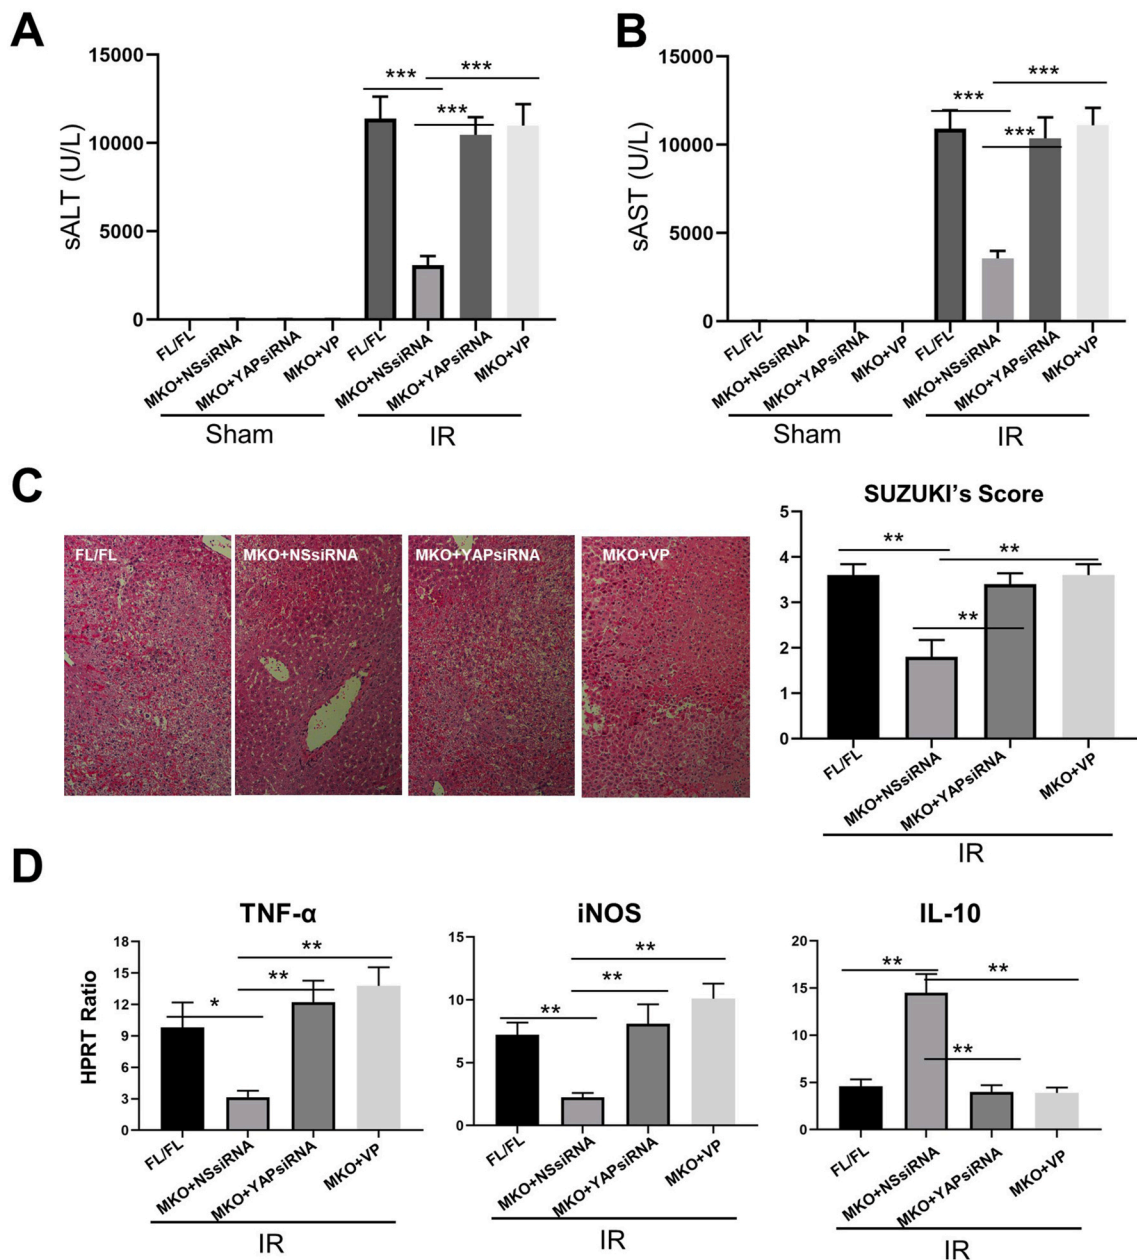 A
sALT (U/L)
15000
10000
5000
0
***
***
***
FL/FL
MKO+NSsiRNA
MKO+YAPsiRNA
MKO+VP
FL/FL
MKO+NSsiRNA
MKO+YAPsiRNA
MKO+VP
Sham
IR
B
sAST (U/L)
15000
10000
5000
0
***
***
***
FL/FL
MKO+NSsiRNA
MKO+YAPsiRNA
MKO+VP
FL/FL
MKO+NSsiRNA
MKO+YAPsiRNA
MKO+VP
Sham
IR
C
FL/FL
MKO+NSsiRNA
MKO+YAPsiRNA
MKO+VP
SUZUKI's Score
5
4
3
2
1
0
**
**
**
FL/FL
MKO+NSsiRNA
MKO+YAPsiRNA
MKO+VP
IR
D
TNF-α
HPRT Ratio
18
15
12
9
6
3
0
**
**
*
FL/FL
MKO+NSsiRNA
MKO+YAPsiRNA
MKO+VP
IR
iNOS
15
10
5
0
**
**
**
FL/FL
MKO+NSsiRNA
MKO+YAPsiRNA
MKO+VP
IR
IL-10
20
15
10
5
0
**
**
**
FL/FL
MKO+NSsiRNA
MKO+YAPsiRNA
MKO+VP
IR